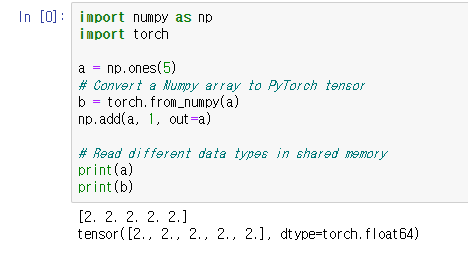 In [0]: import numpy as np
import torch
a = np.ones(5)
# Convert a Numpy array to PyTorch tensor
b = torch.from_numpy(a)
np.add(a, 1, out=a)
# Read different data types in shared memory
print(a)
print(b)
[2. 2. 2. 2. 2.]
tensor([2., 2., 2., 2., 2.], dtype=torch.float64)